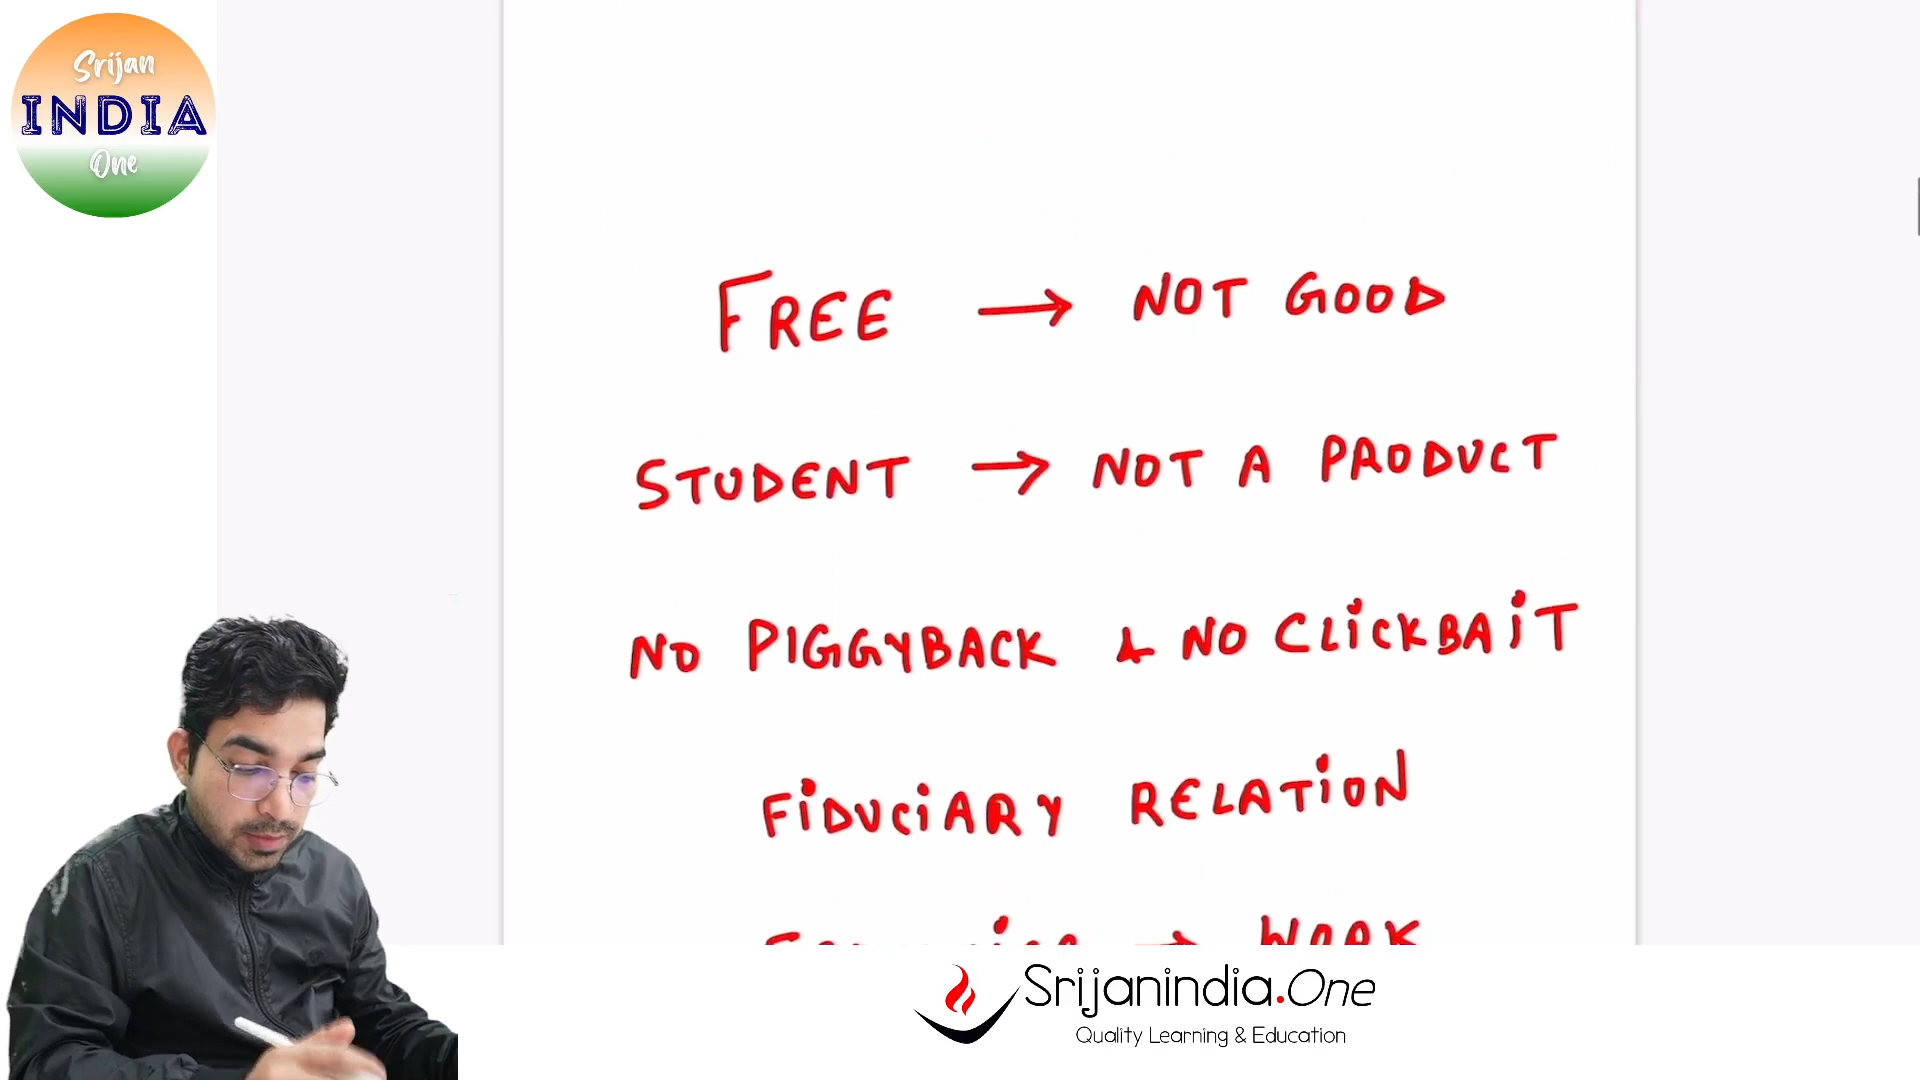 Srijan
INDIA
One
FREE → NOT GOOD
STUDENT → NOT A PRODUCT
NO PIGGYBACK & NO CLICKBAIT
FIDUCIARY RELATION
→ WORK
Srijanindia.One
Quality Learning & Education